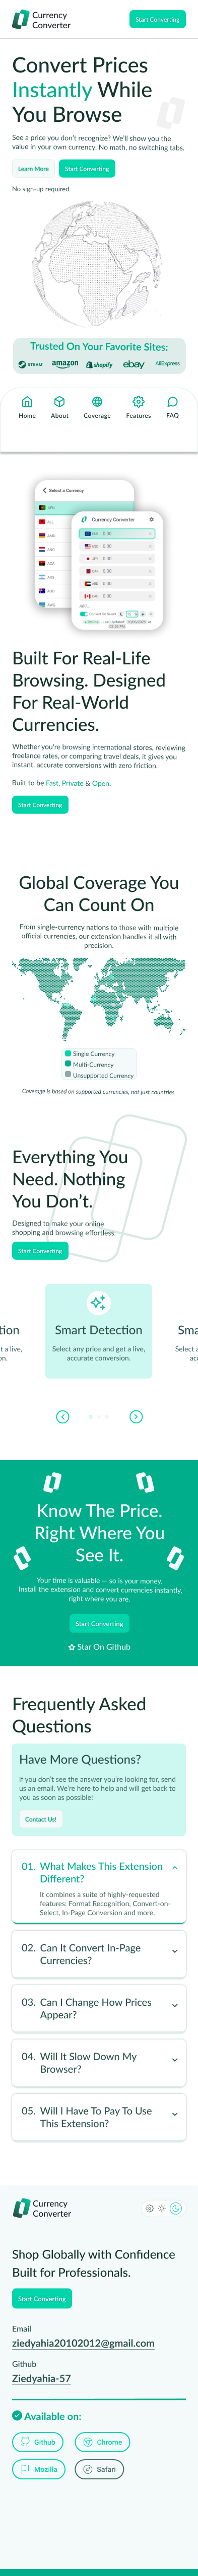 Currency
Converter
Start Converting
Convert Prices
Instantly While
You Browse
See a price you don't recognize? We'll show you the
value in your own currency. No math, no switching tabs.
Learn More
Start Converting
No sign-up required.
Trusted On Your Favorite Sites:
STEAM
amazon
shopify
ebay
AliExpress
Home
About
Coverage
Features
FAQ
Select a Currency
Currency Converter
0.00
0.00
0.00
0.00
0.00
0.00
Built For Real-Life
Browsing. Designed
For Real-World
Currencies.
Whether you're browsing international stores, reviewing
freelance rates, or comparing travel deals, it gives you
instant, accurate conversions with zero friction.
Built to be Fast, Private & Open.
Start Converting
Global Coverage You
Can Count On
From single-currency nations to those with multiple
official currencies, our extension handles it all with
precision.
Single Currency
Multi-Currency
Unsupported Currency
Coverage is based on supported currencies, not just countries.
Everything You
Need. Nothing
You Don't.
Designed to make your online
shopping and browsing effortless.
Start Converting
Smart Detection
Select any price and get a live,
accurate conversion.
Know The Price.
Right Where You
See It.
Your time is valuable — so is your money.
Install the extension and convert currencies instantly,
right where you are.
Start Converting
Star On Github
Frequently Asked
Questions
Have More Questions?
If you don't see the answer you're looking for, send
us an email. We're here to help and will get back to
you as soon as possible!
Contact Us!
01. What Makes This Extension
Different?
It combines a suite of highly-requested
features: Format Recognition, Convert-on-
Select, In-Page Conversion and more.
02. Can It Convert In-Page
Currencies?
03. Can I Change How Prices
Appear?
04. Will It Slow Down My
Browser?
05. Will I Have To Pay To Use
This Extension?
Currency
Converter
Shop Globally with Confidence
Built for Professionals.
Start Converting
Email
ziedyahia20102012@gmail.com
Github
Ziedyahia-57
Available on:
Github
Chrome
Mozilla
Safari